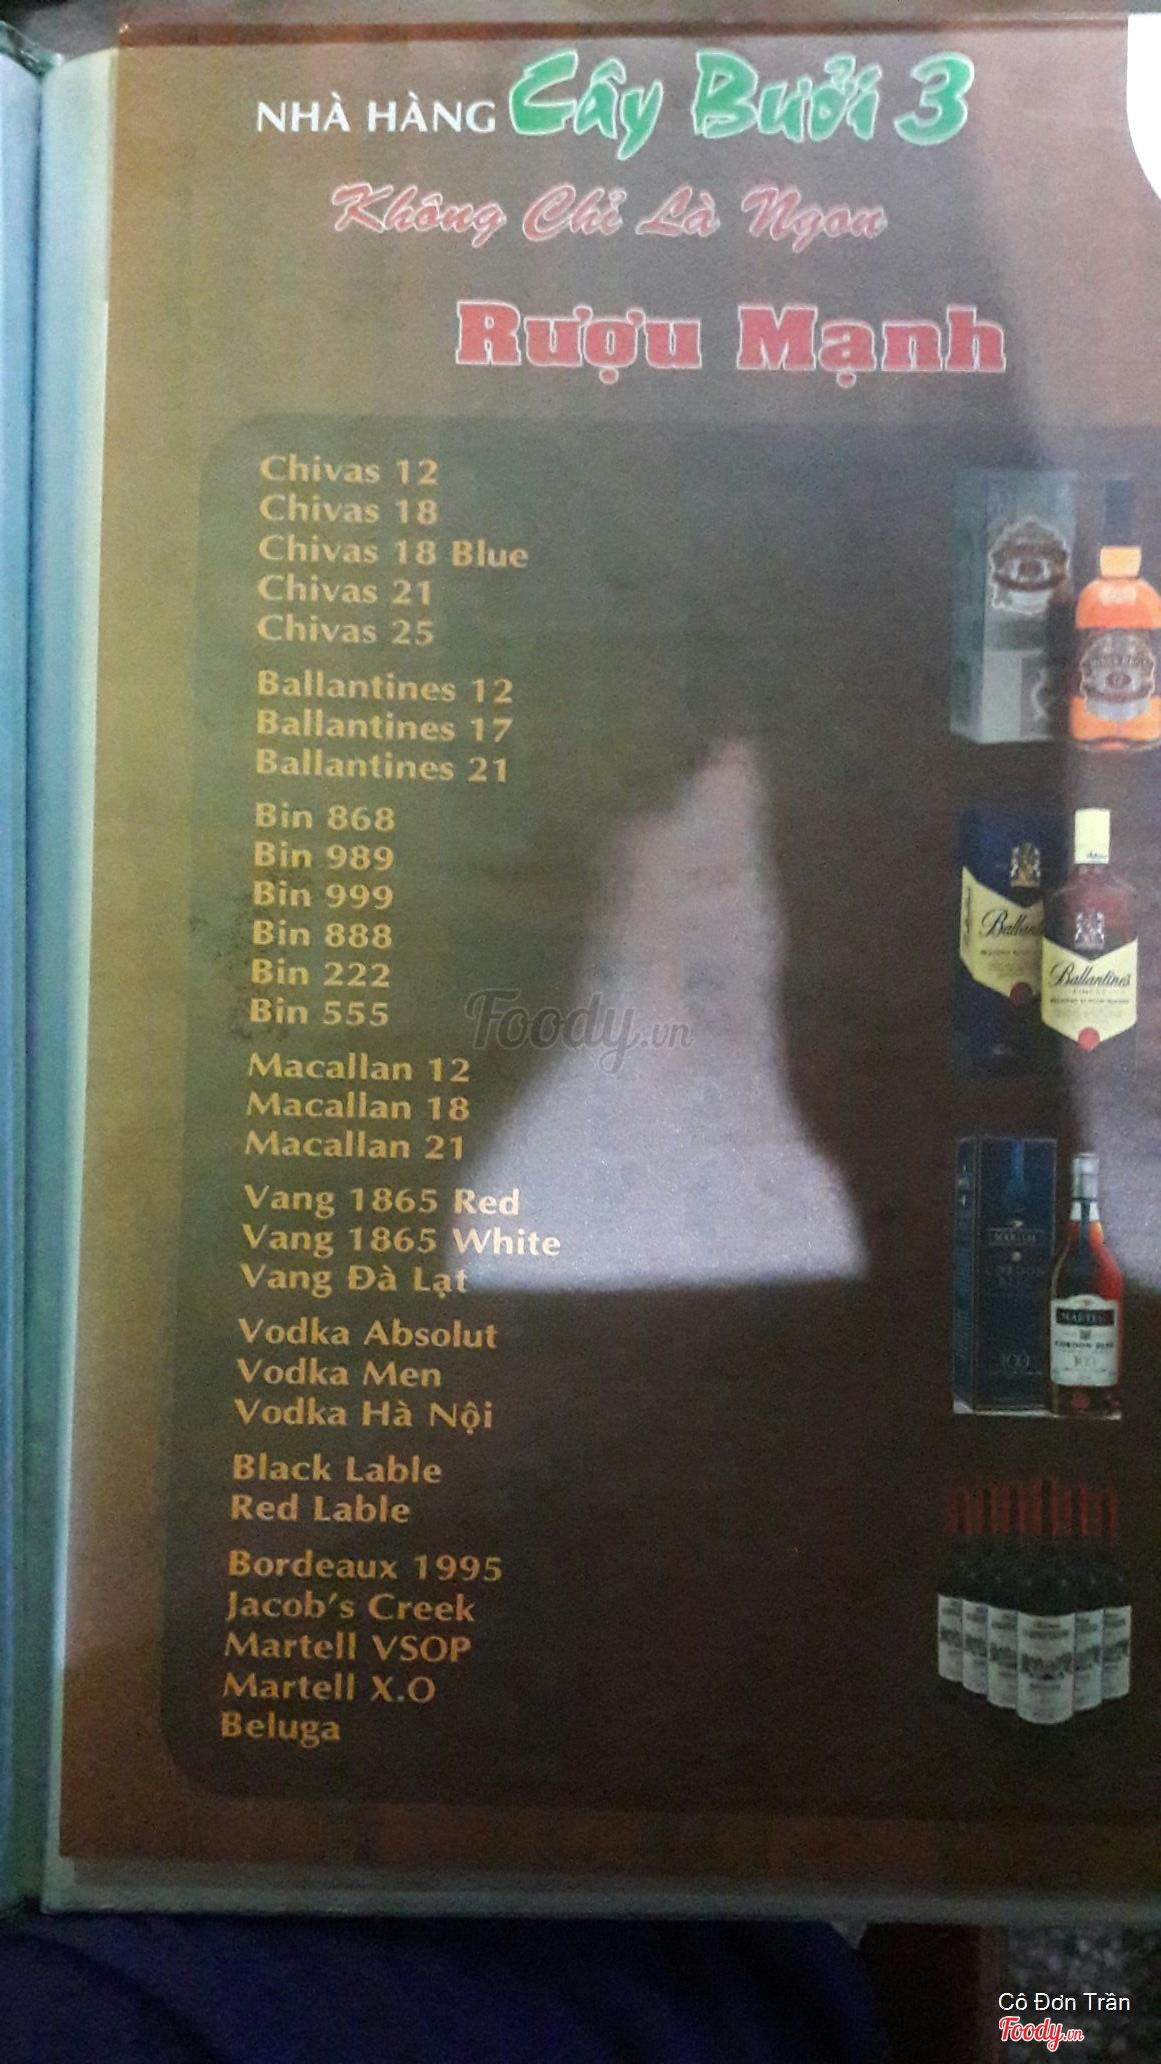 NHÀ HÀNG Cây Bưởi 3
Không Chỉ Là Ngon
Rượu Mạnh
Chivas 12
Chivas 18
Chivas 18 Blue
Chivas 21
Chivas 25
Ballantines 12
Ballantines 17
Ballantines 21
Bin 868
Bin 989
Bin 999
Bin 888
Bin 222
Bin 555
Foody.vn
Macallan 12
Macallan 18
Macallan 21
Vang 1865 Red
Vang 1865 White
Vang Đà Lạt
Vodka Absolut
Vodka Men
Vodka Hà Nội
Black Lable
Red Lable
Bordeaux 1995
Jacob's Creek
Martell VSOP
Martell X.O
Beluga
Ballantine's
FINEST
MARTELL
100
Cô Đơn Trần
Foody.vn